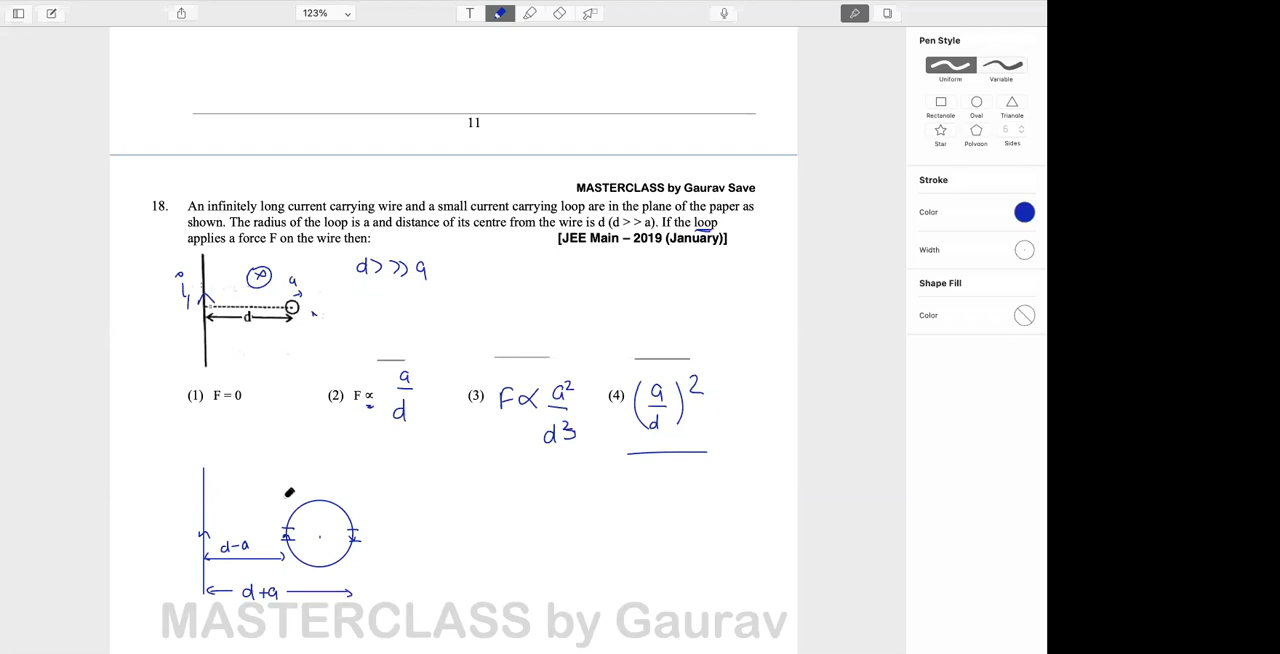 123%
T
Pen Style
Uniform
Variable
Rectangle
Oval
Triangle
Star
Polygon
5
Sides
Stroke
Color
Width
Shape Fill
Color
11
MASTERCLASS by Gaurav Save
18. An infinitely long current carrying wire and a small current carrying loop are in the plane of the paper as
shown. The radius of the loop is a and distance of its centre from the wire is d (d > > a). If the loop
applies a force F on the wire then: [JEE Main – 2019 (January)]
d>>>a
i
a
d
(1) F = 0 (2) F ∝ a/d (3) F ∝ a²/d³ (4) (a/d)²
d-a
d+a
MASTERCLASS by Gaurav